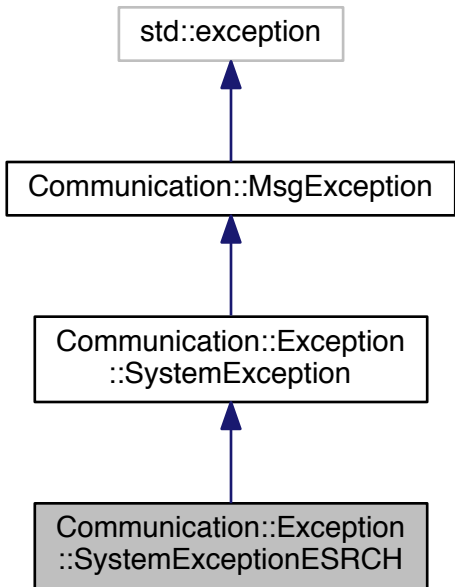 std::exception
Communication::MsgException
Communication::Exception
::SystemException
Communication::Exception
::SystemExceptionESRCH